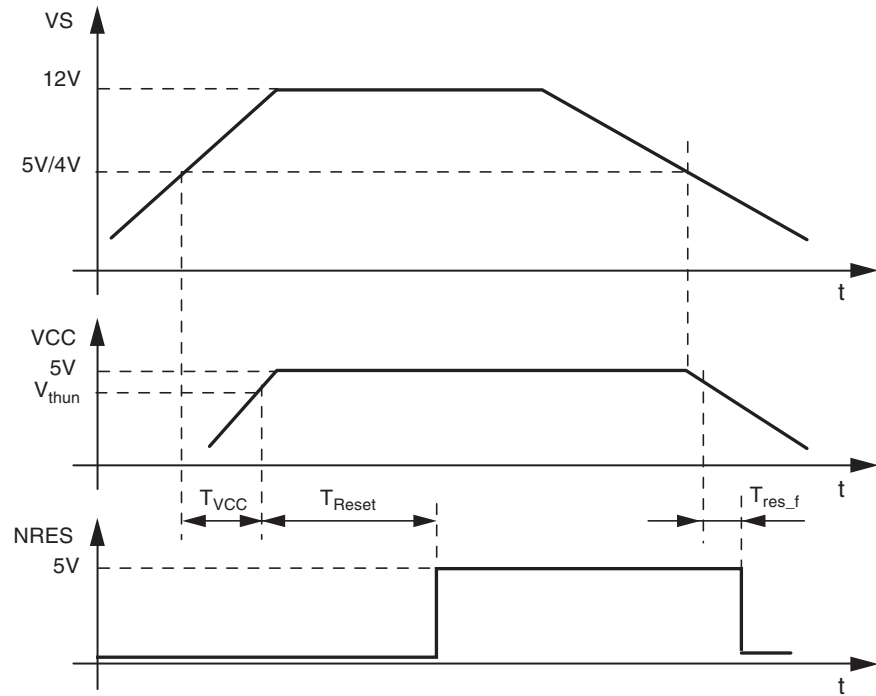 VS
12V
5V/4V
t
VCC
5V
Vthun
t
TVCC
TReset
Tres_f
NRES
5V
t